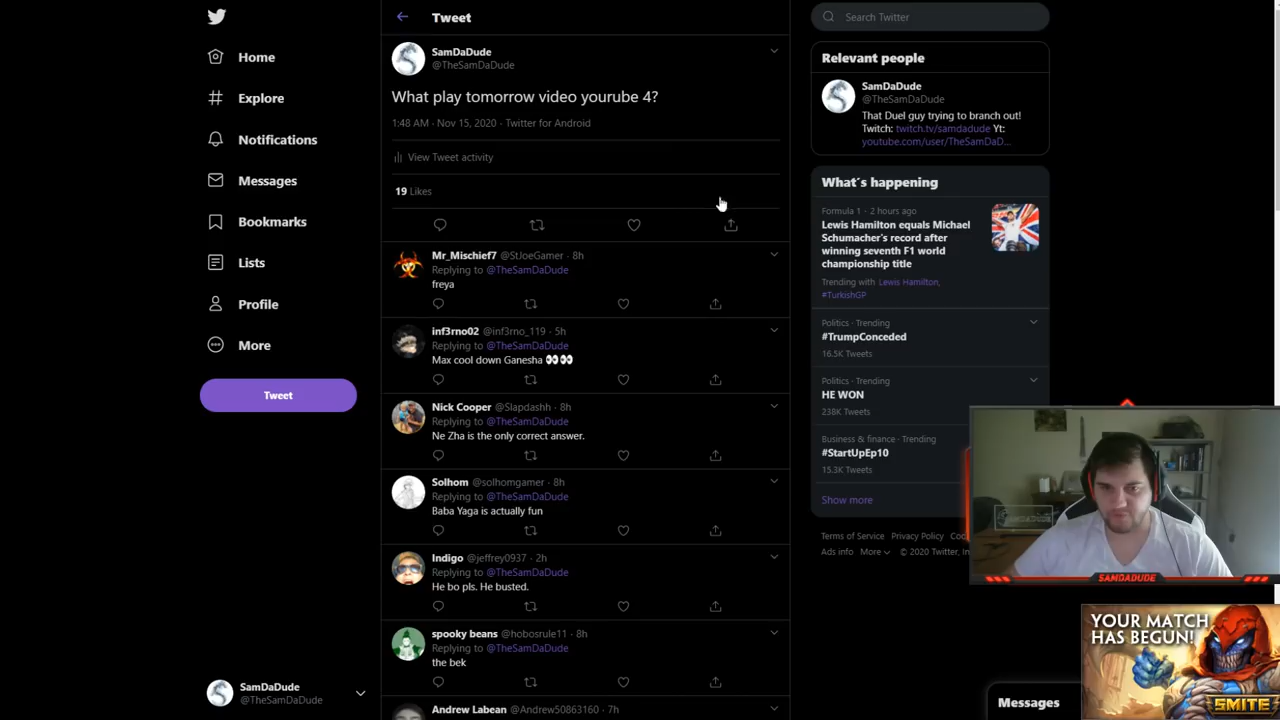 Home
Explore
Notifications
Messages
Bookmarks
Lists
Profile
More
Tweet
SamDaDude
@TheSamDaDude
Tweet
SamDaDude
@TheSamDaDude
What play tomorrow video yourube 4?
1:48 AM · Nov 15, 2020 · Twitter for Android
View Tweet activity
19 Likes
Mr_Mischief7 @StJoeGamer · 8h
Replying to @TheSamDaDude
freya
inf3rno02 @inf3rno_119 · 5h
Replying to @TheSamDaDude
Max cool down Ganesha 👀👀
Nick Cooper @Slapdashh · 8h
Replying to @TheSamDaDude
Ne Zha is the only correct answer.
Solhom @solhomgamer · 8h
Replying to @TheSamDaDude
Baba Yaga is actually fun
Indigo @jeffrey0937 · 2h
Replying to @TheSamDaDude
He bo pls. He busted.
spooky beans @hobosrule11 · 8h
Replying to @TheSamDaDude
the bek
Andrew Labean @Andrew50863160 · 7h
Search Twitter
Relevant people
SamDaDude
@TheSamDaDude
That Duel guy trying to branch out!
Twitch: twitch.tv/samdadude Yt:
youtube.com/user/TheSamDaD...
What's happening
Formula 1 · 2 hours ago
Lewis Hamilton equals Michael
Schumacher's record after
winning seventh F1 world
championship title
Trending with Lewis Hamilton,
#TurkishGP
Politics · Trending
#TrumpConceded
16.5K Tweets
Politics · Trending
HE WON
238K Tweets
Business & finance · Trending
#StartUpEp10
15.3K Tweets
Show more
Terms of Service Privacy Policy Coo
Ads info More © 2020 Twitter, In
SAMDADUDE
YOUR MATCH
HAS BEGUN!
SMITE
Messages